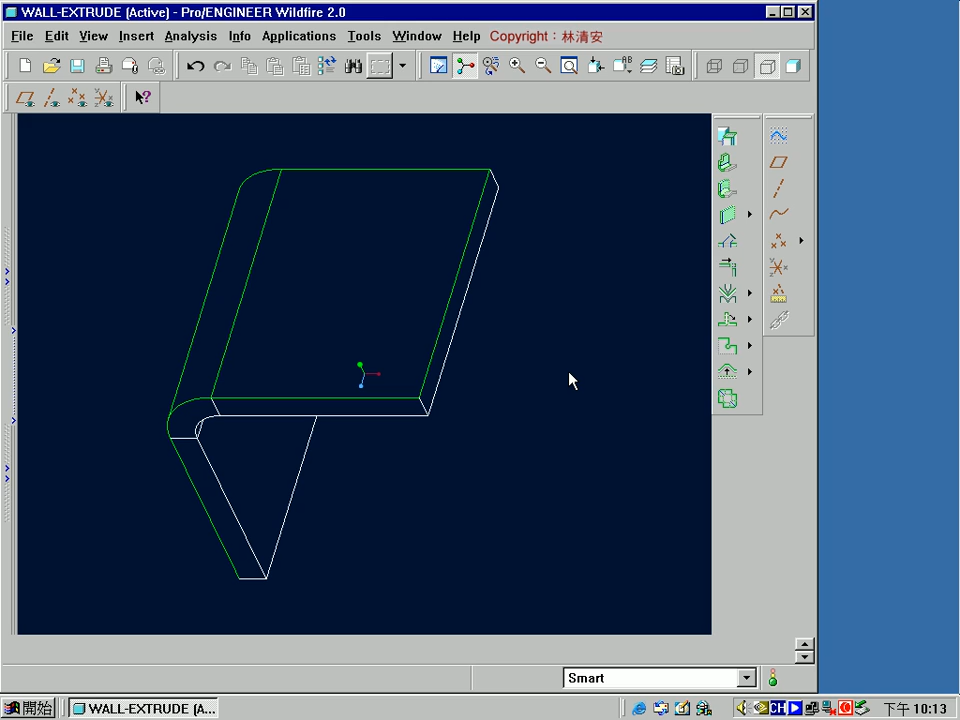 WALL-EXTRUDE (Active) - Pro/ENGINEER Wildfire 2.0
File Edit View Insert Analysis Info Applications Tools Window Help Copyright：林清安
Smart
開始 WALL-EXTRUDE (A... CH 下午 10:13